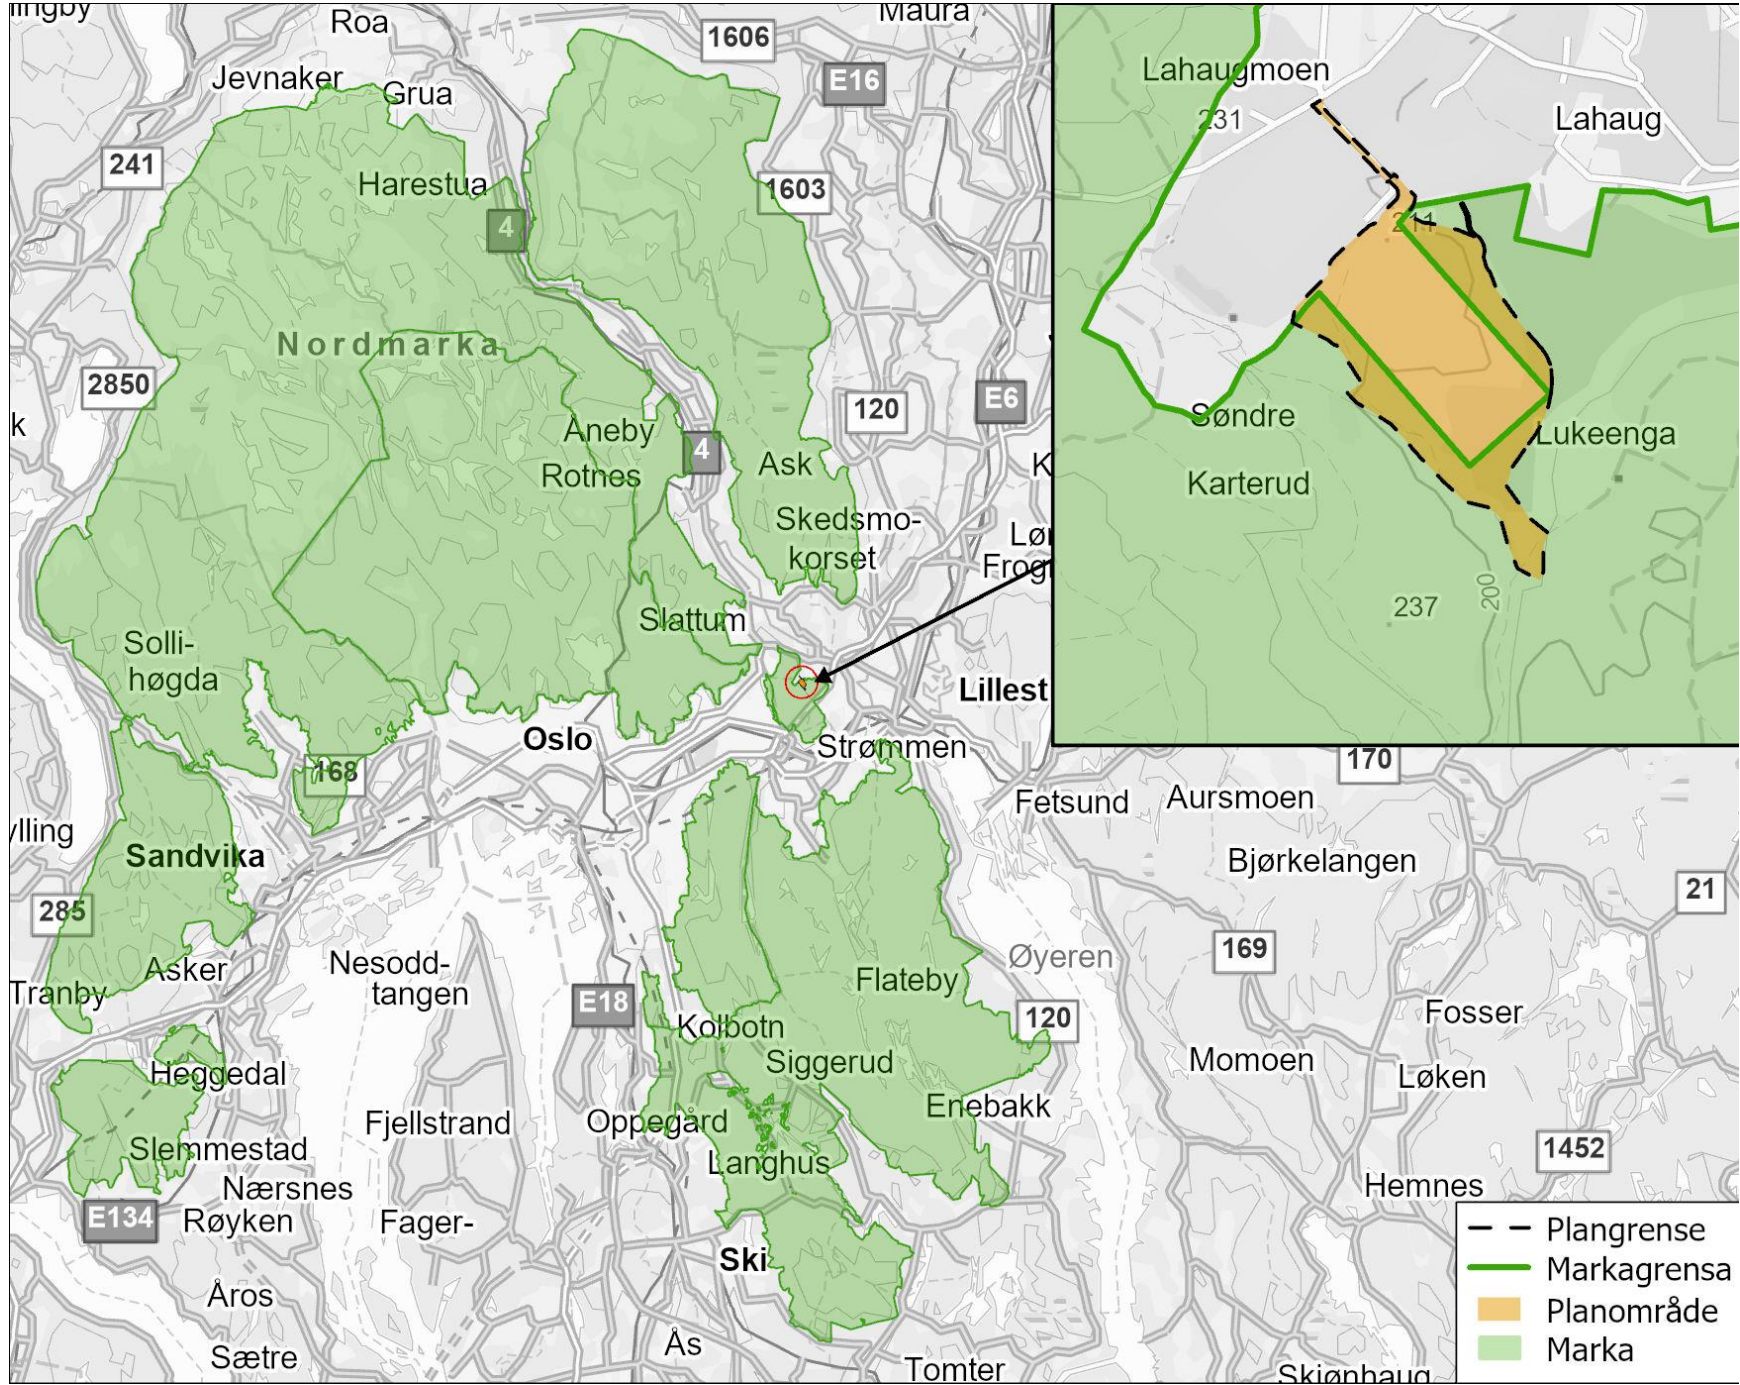 Roa
1606
Maura
Jevnaker
Grua
E16
241
Harestua
1603
4
Nordmarka
2850
120
E6
Åneby
4
Rotnes
Ask
Skedsmo-
korset
Slattum
Solli-
høgda
Lillest
Oslo
Strømmen
168
170
Fetsund
Aursmoen
Sandvika
Bjørkelangen
285
21
Øyeren
169
Asker
Nesodd-
tangen
Flateby
Tranby
E18
120
Fosser
Kolbotn
Siggerud
Momoen
Heggedal
Løken
Enebakk
Fjellstrand
Oppegård
Slemmestad
Langhus
1452
Nærsnes
Hemnes
E134
Røyken
Fager-
Ski
Åros
Ås
Sætre
Tomter
Lahaugmoen
231
Lahaug
211
Søndre
Karterud
Lukeenga
237
200
Plangrense
Markagrensa
Planområde
Marka